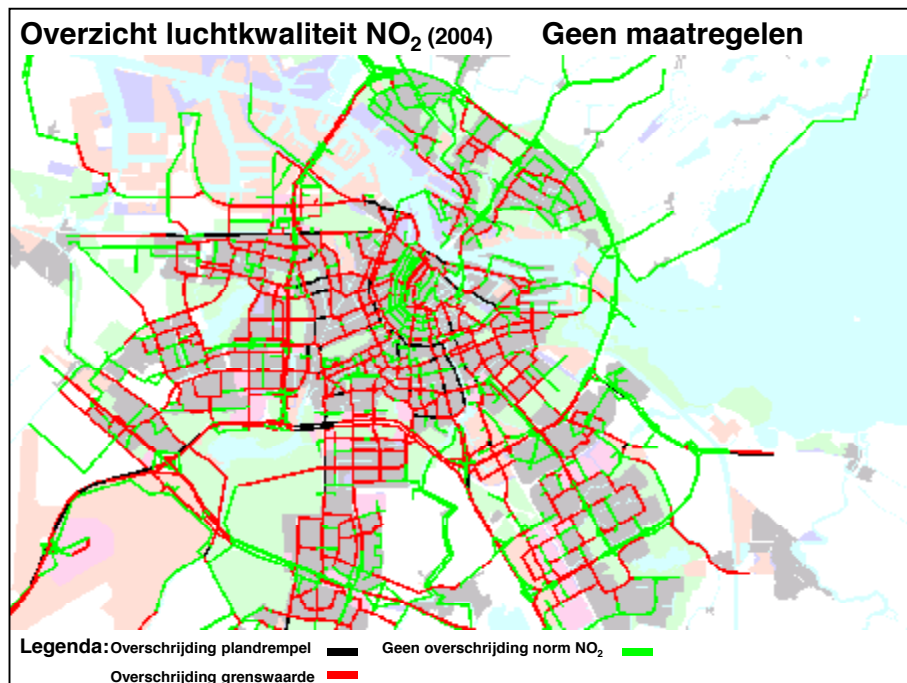 Overzicht luchtkwaliteit NO₂ (2004) Geen maatregelen
Legenda: Overschrijding plandrempel Geen overschrijding norm NO₂
Overschrijding grenswaarde